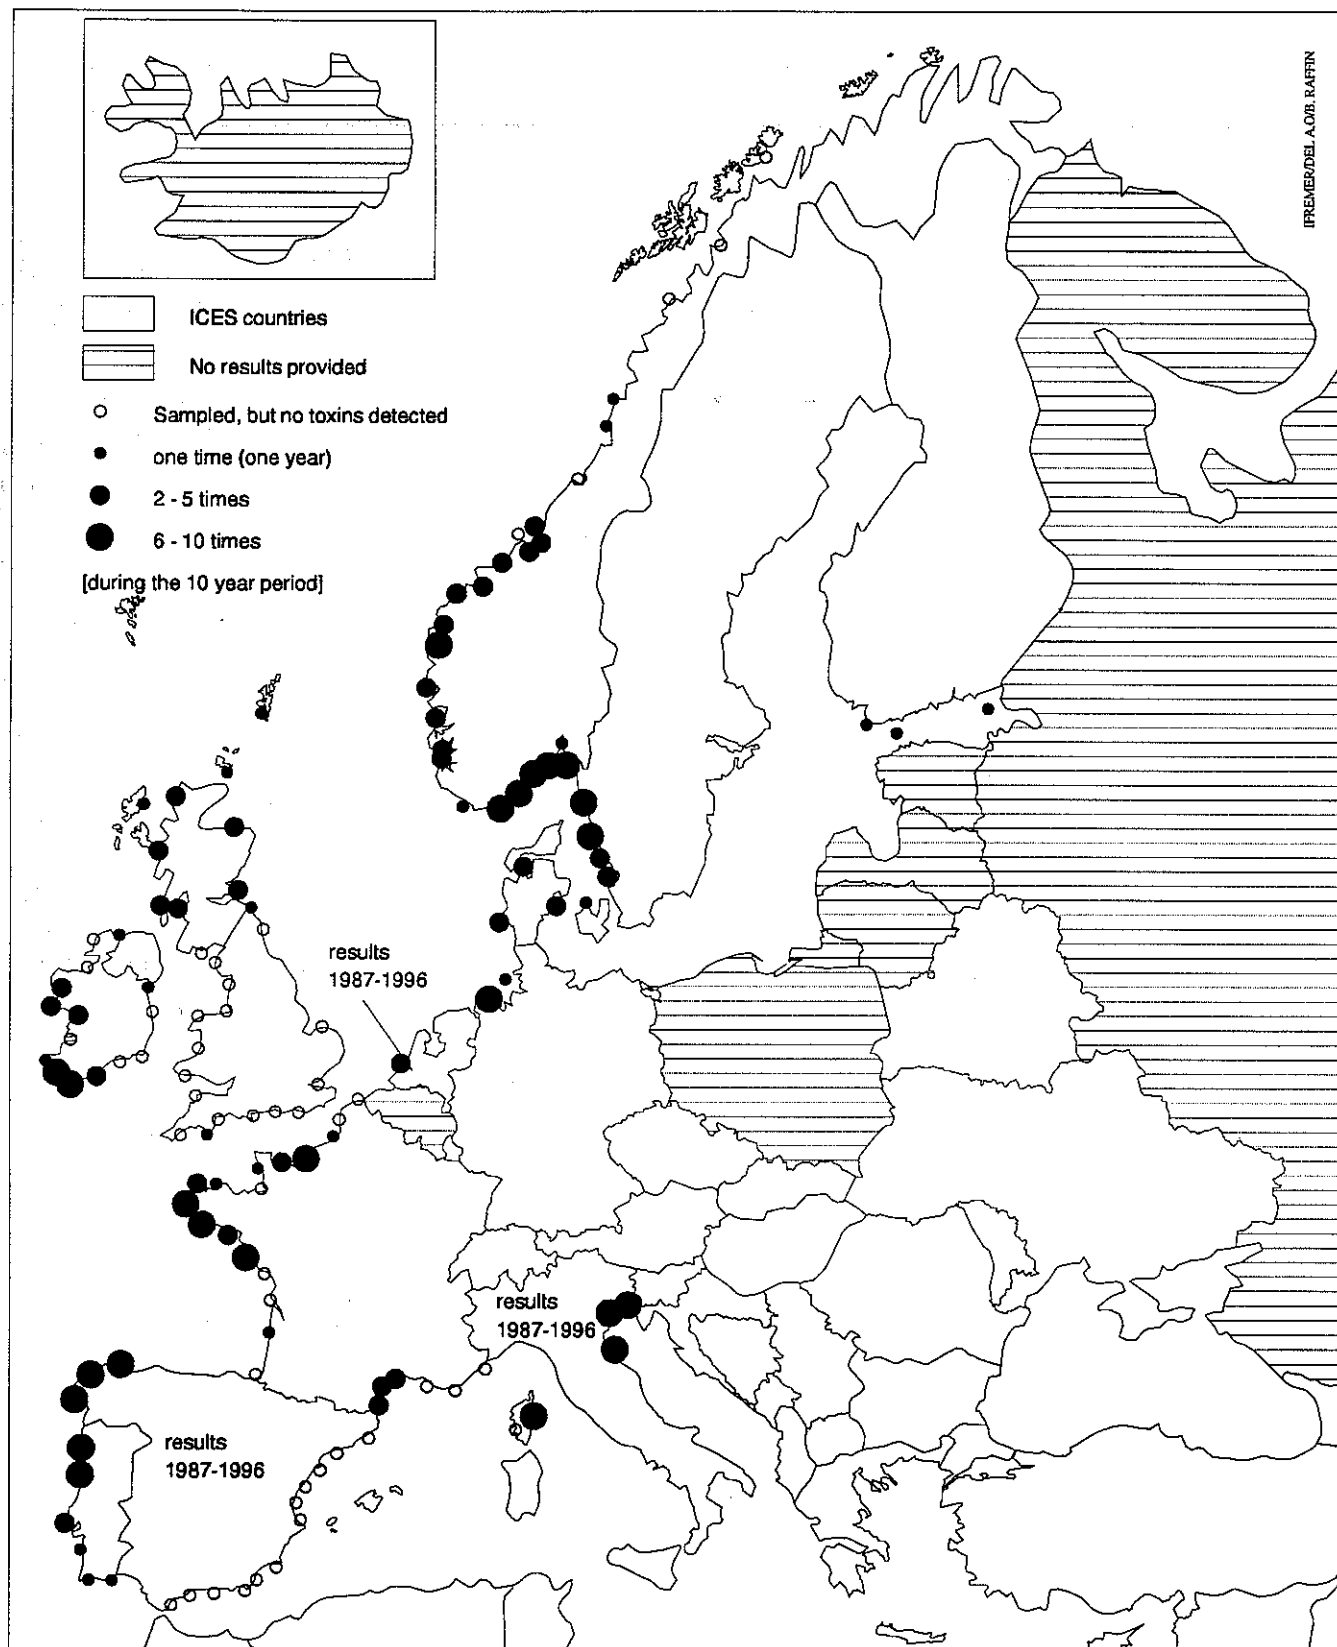 IFREMER/DEL A.O/B. RAFFIN
ICES countries
No results provided
Sampled, but no toxins detected
one time (one year)
2 - 5 times
6 - 10 times
[during the 10 year period]
results
1987-1996
results
1987-1996
results
1987-1996